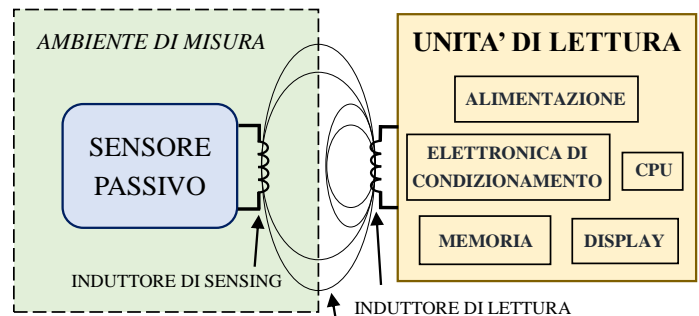 AMBIENTE DI MISURA
SENSORE
PASSIVO
INDUTTORE DI SENSING
UNITA’ DI LETTURA
ALIMENTAZIONE
ELETTRONICA DI
CONDIZIONAMENTO
CPU
MEMORIA
DISPLAY
INDUTTORE DI LETTURA